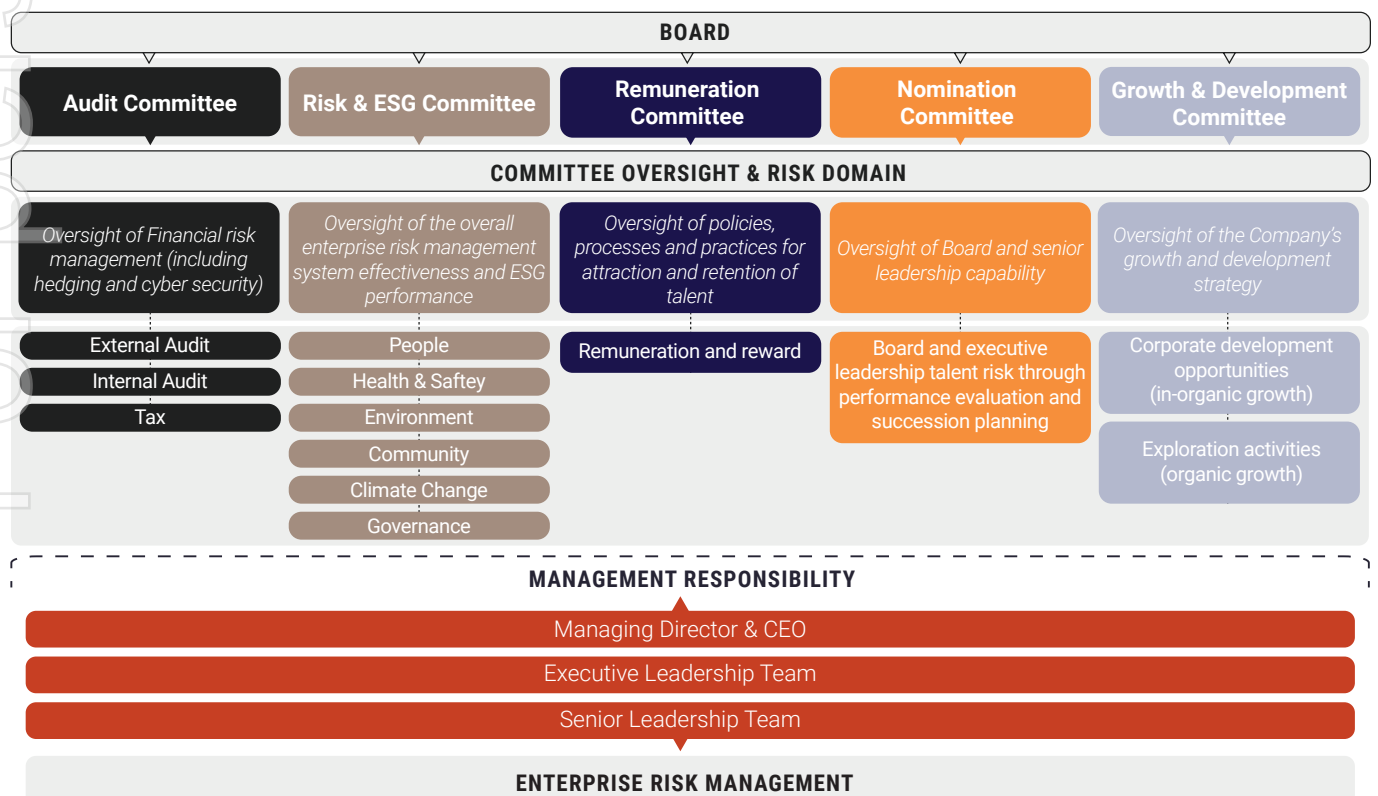 BOARD
Audit Committee
Risk & ESG Committee
Remuneration
Committee
Nomination
Committee
Growth & Development
Committee
COMMITTEE OVERSIGHT & RISK DOMAIN
Oversight of Financial risk
management (including
hedging and cyber security)
Oversight of the overall
enterprise risk management
system effectiveness and ESG
performance
Oversight of policies,
processes and practices for
attraction and retention of
talent
Oversight of Board and senior
leadership capability
Oversight of the Company's
growth and development
strategy
External Audit
Internal Audit
Tax
People
Health & Saftey
Environment
Community
Climate Change
Governance
Remuneration and reward
Board and executive
leadership talent risk through
performance evaluation and
succession planning
Corporate development
opportunities
(in-organic growth)
Exploration activities
(organic growth)
MANAGEMENT RESPONSIBILITY
Managing Director & CEO
Executive Leadership Team
Senior Leadership Team
ENTERPRISE RISK MANAGEMENT